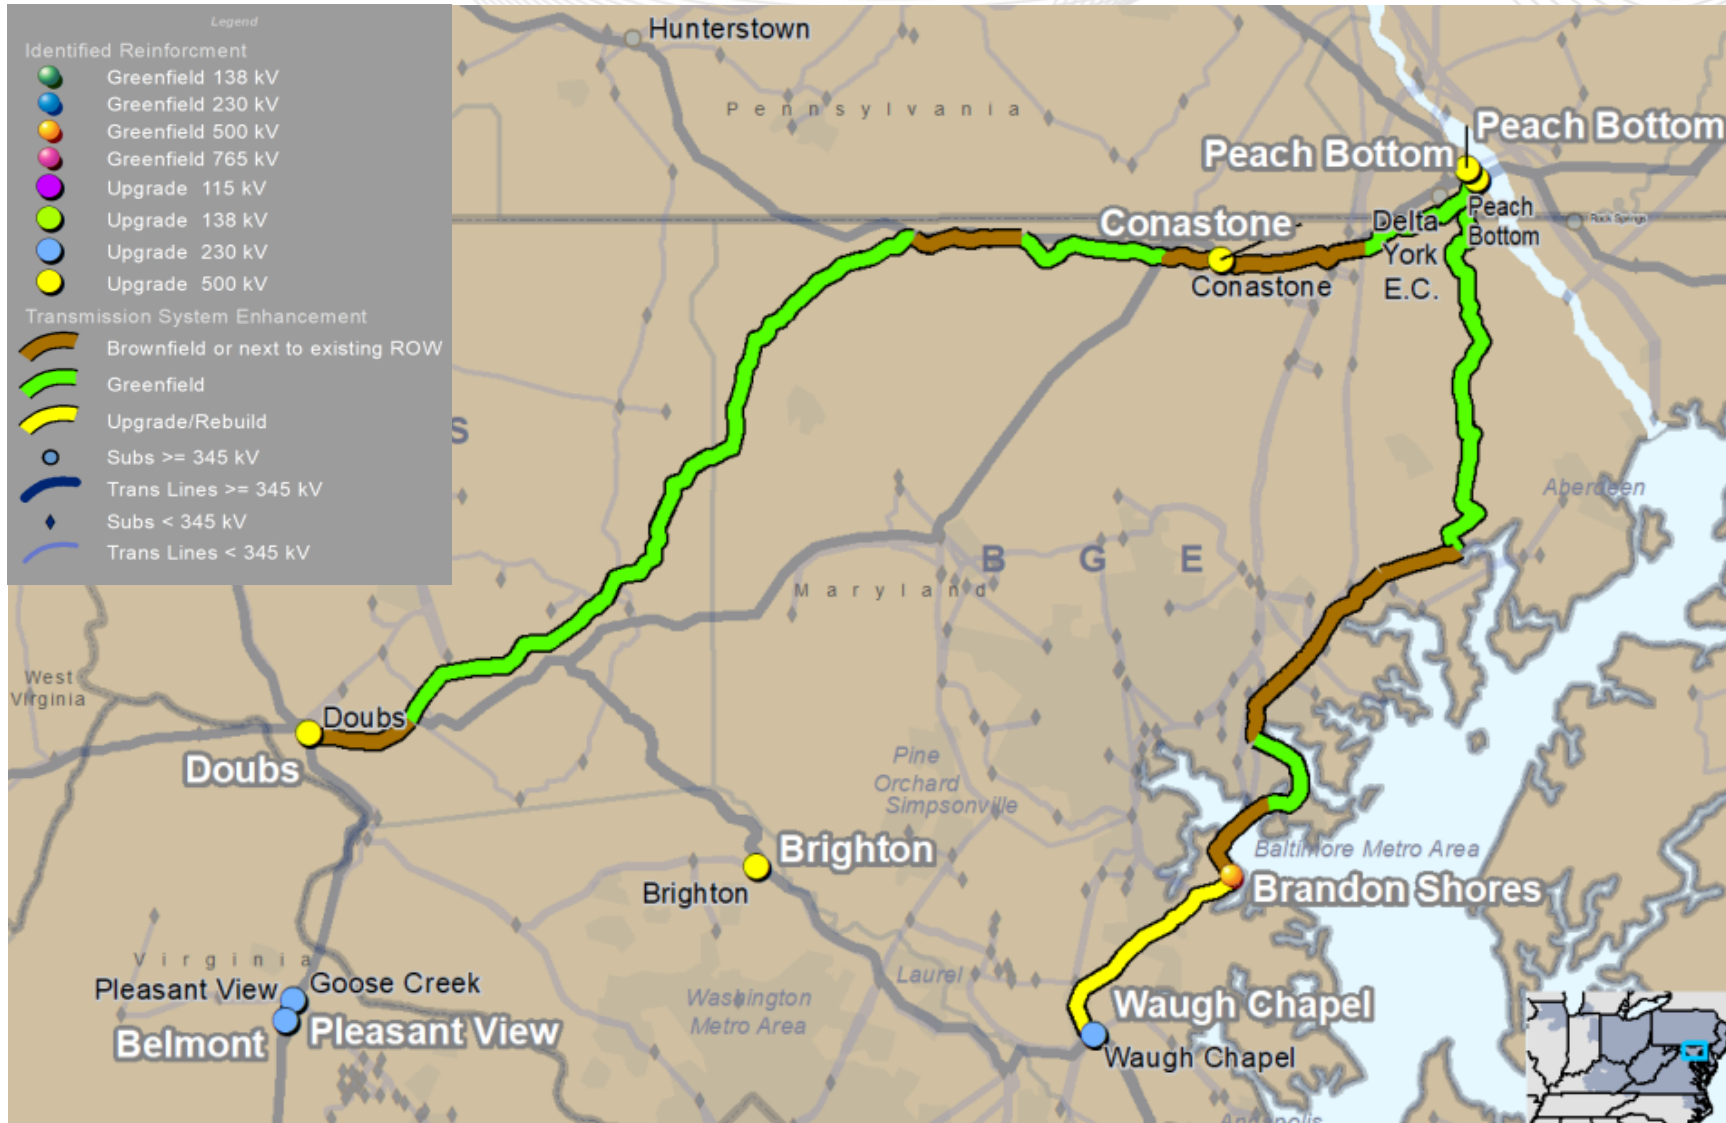 Legend
Identified Reinforcment
Greenfield 138 kV
Greenfield 230 kV
Greenfield 500 kV
Greenfield 765 kV
Upgrade 115 kV
Upgrade 138 kV
Upgrade 230 kV
Upgrade 500 kV
Transmission System Enhancement
Brownfield or next to existing ROW
Greenfield
Upgrade/Rebuild
Subs >= 345 kV
Trans Lines >= 345 kV
Subs < 345 kV
Trans Lines < 345 kV
Hunterstown
Pennsylvania
Peach Bottom
Peach Bottom
Peach
Bottom
Rock Springs
Conastone
Conastone
Delta
York
E.C.
S
Aberdeen
B G E
Maryland
West
Virginia
Doubs
Doubs
Pine
Orchard
Simpsonville
Brighton
Brighton
Baltimore Metro Area
Brandon Shores
Virginia
Pleasant View
Goose Creek
Belmont
Pleasant View
Laurel
Washington
Metro Area
Waugh Chapel
Waugh Chapel
Annapolis